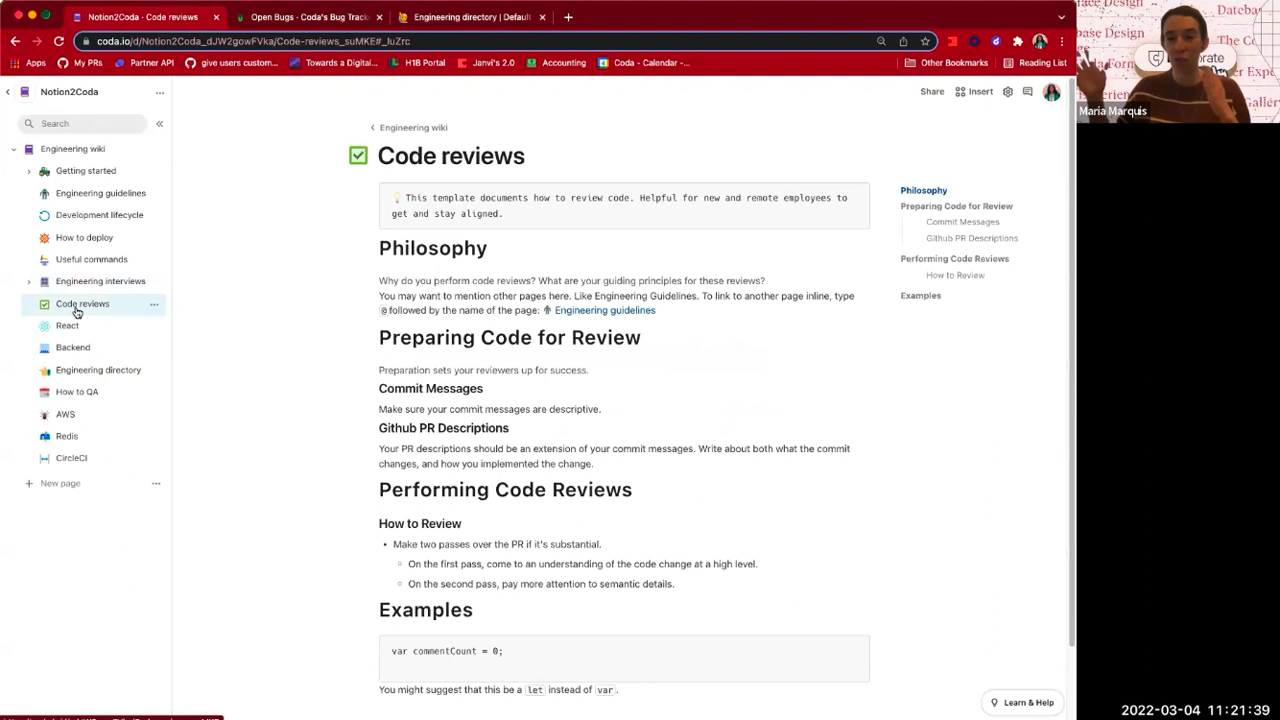 Notion2Coda · Code reviews
Open Bugs - Coda's Bug Track
Engineering directory | Default
coda.io/d/Notion2Coda_dJW2gowFVka/Code-reviews_suMKE#_luZrc
Apps
My PRs
Partner API
give users custom...
Towards a Digital...
H1B Portal
Janvi's 2.0
Accounting
Coda - Calendar -...
Other Bookmarks
Reading List
Notion2Coda
Search
Engineering wiki
Getting started
Engineering guidelines
Development lifecycle
How to deploy
Useful commands
Engineering interviews
Code reviews
React
Backend
Engineering directory
How to QA
AWS
Redis
CircleCI
New page
Share
Insert
Engineering wiki
Code reviews
This template documents how to review code. Helpful for new and remote employees to
get and stay aligned.
Philosophy
Why do you perform code reviews? What are your guiding principles for these reviews?
You may want to mention other pages here. Like Engineering Guidelines. To link to another page inline, type
@followed by the name of the page: Engineering guidelines
Preparing Code for Review
Preparation sets your reviewers up for success.
Commit Messages
Make sure your commit messages are descriptive.
Github PR Descriptions
Your PR descriptions should be an extension of your commit messages. Write about both what the commit
changes, and how you implemented the change.
Performing Code Reviews
How to Review
• Make two passes over the PR if it's substantial.
On the first pass, come to an understanding of the code change at a high level.
On the second pass, pay more attention to semantic details.
Examples
var commentCount = 0;
You might suggest that this be a let instead of var.
Philosophy
Preparing Code for Review
Commit Messages
Github PR Descriptions
Performing Code Reviews
How to Review
Examples
Learn & Help
Maria Marquis
2022-03-04 11:21:39